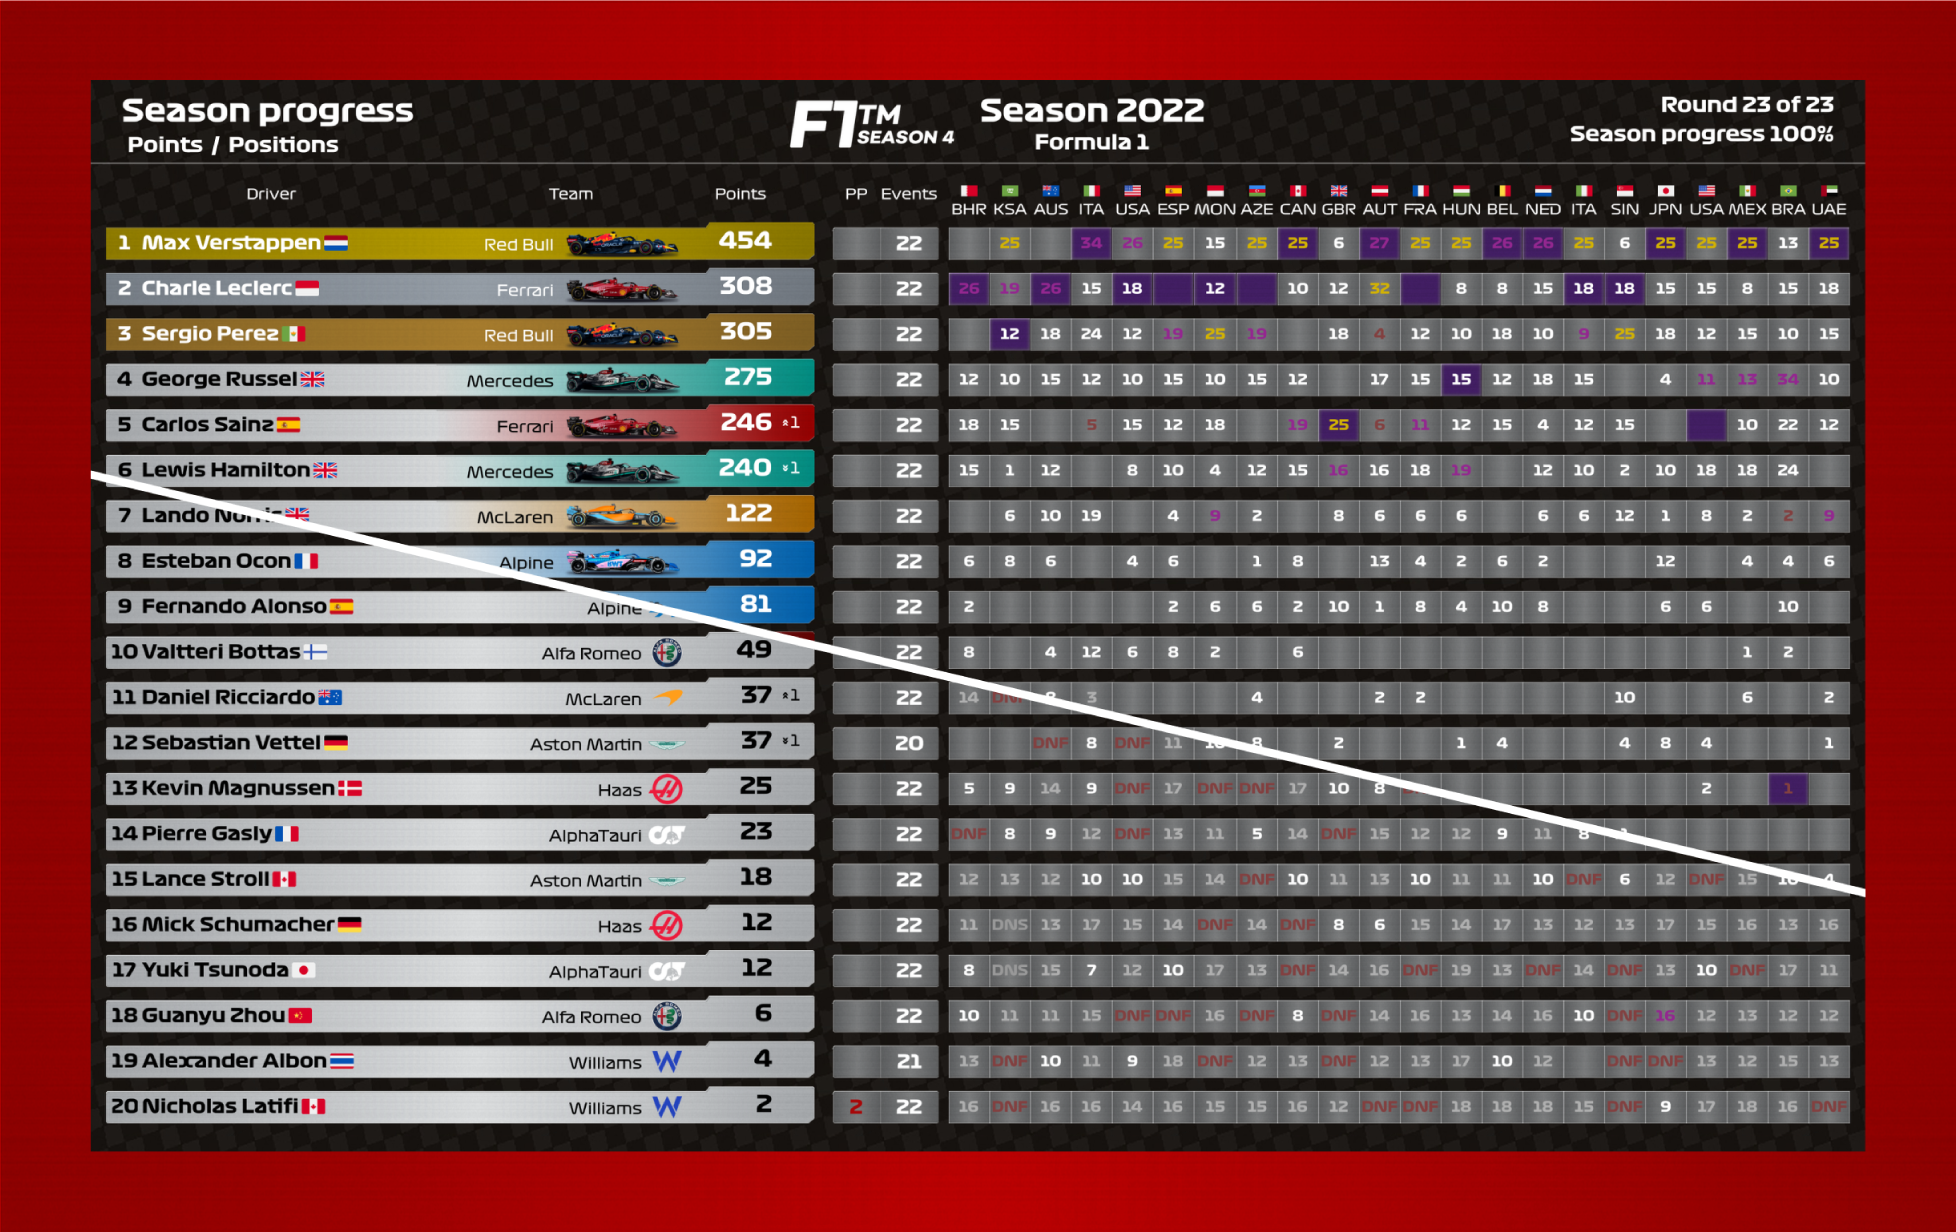 Season progress
Points / Positions
F1 TM
SEASON 4
Season 2022
Formula 1
Round 23 of 23
Season progress 100%
Driver Team Points PP Events BHR KSA AUS ITA USA ESP MON AZE CAN GBR AUT FRA HUN BEL NED ITA SIN JPN USA MEX BRA UAE
1 Max Verstappen Red Bull 454 22 25 34 26 25 15 25 25 6 27 25 25 26 26 25 6 25 25 25 13 25
2 Charle Leclerc Ferrari 308 22 26 19 26 15 18 12 10 12 32 8 8 15 18 18 15 15 8 15 18
3 Sergio Perez Red Bull 305 22 12 18 24 12 19 25 19 18 4 12 10 18 10 9 25 18 12 15 10 15
4 George Russel Mercedes 275 22 12 10 15 12 10 15 10 15 12 17 15 15 12 18 15 4 11 13 34 10
5 Carlos Sainz Ferrari 246 1 22 18 15 5 15 12 18 19 25 6 11 12 15 4 12 15 10 22 12
6 Lewis Hamilton Mercedes 240 1 22 15 1 12 8 10 4 12 15 16 16 18 19 12 10 2 10 18 18 24
7 Lando Norris McLaren 122 22 6 10 19 4 9 2 8 6 6 6 6 6 12 1 8 2 2 9
8 Esteban Ocon Alpine 92 22 6 8 6 4 6 1 8 13 4 2 6 2 12 4 4 6
9 Fernando Alonso Alpine 81 22 2 2 6 6 2 10 1 8 4 10 8 6 6 10
10 Valtteri Bottas Alfa Romeo 49 22 8 4 12 6 8 2 6 1 2
11 Daniel Ricciardo McLaren 37 1 22 14 DNF 8 3 4 2 2 10 6 2
12 Sebastian Vettel Aston Martin 37 1 20 DNF 8 DNF 11 10 8 2 1 4 4 8 4 1
13 Kevin Magnussen Haas 25 22 5 9 14 9 DNF 17 DNF DNF 17 10 8 2 1
14 Pierre Gasly AlphaTauri 23 22 DNF 8 9 12 DNF 13 11 5 14 DNF 15 12 12 9 11 8 1
15 Lance Stroll Aston Martin 18 22 12 13 12 10 10 15 14 DNF 10 11 13 10 11 11 10 DNF 6 12 DNF 15 10 4
16 Mick Schumacher Haas 12 22 11 DNS 13 17 15 14 DNF 14 DNF 8 6 15 14 17 13 12 13 17 15 16 13 16
17 Yuki Tsunoda AlphaTauri 12 22 8 DNS 15 7 12 10 17 13 DNF 14 16 DNF 19 13 DNF 14 DNF 13 10 DNF 17 11
18 Guanyu Zhou Alfa Romeo 6 22 10 11 11 15 DNF DNF 16 DNF 8 DNF 14 16 13 14 16 10 DNF 16 12 13 12 12
19 Alexander Albon Williams 4 21 13 DNF 10 11 9 18 DNF 12 13 DNF 12 13 17 10 12 DNF DNF 13 12 15 13
20 Nicholas Latifi Williams 2 2 22 16 DNF 16 16 14 16 15 15 16 12 DNF DNF 18 18 18 15 DNF 9 17 18 16 DNF